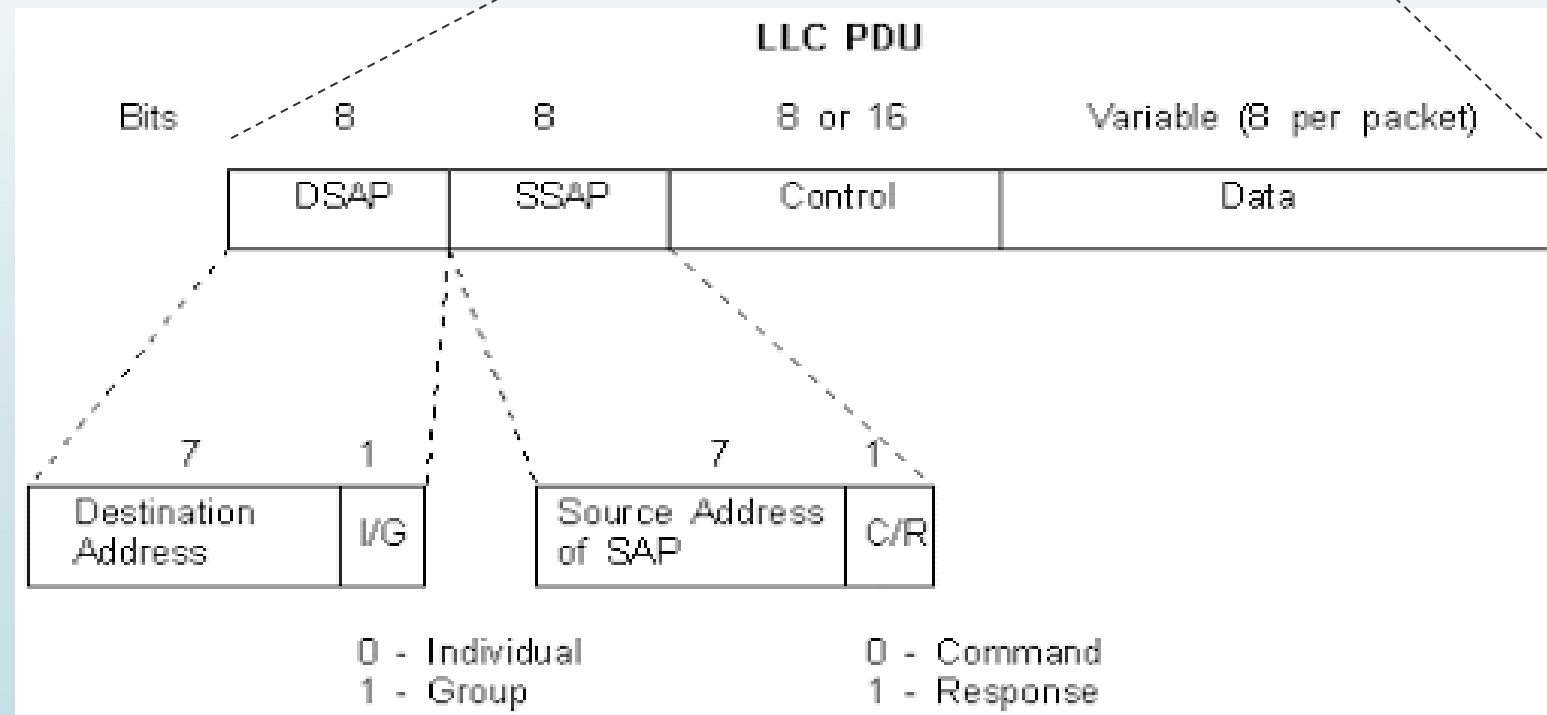 LLC PDU
Bits 8 8 8 or 16 Variable (8 per packet)
DSAP SSAP Control Data
7 1 7 1
Destination Address I/G Source Address of SAP C/R
0 - Individual 0 - Command
1 - Group 1 - Response